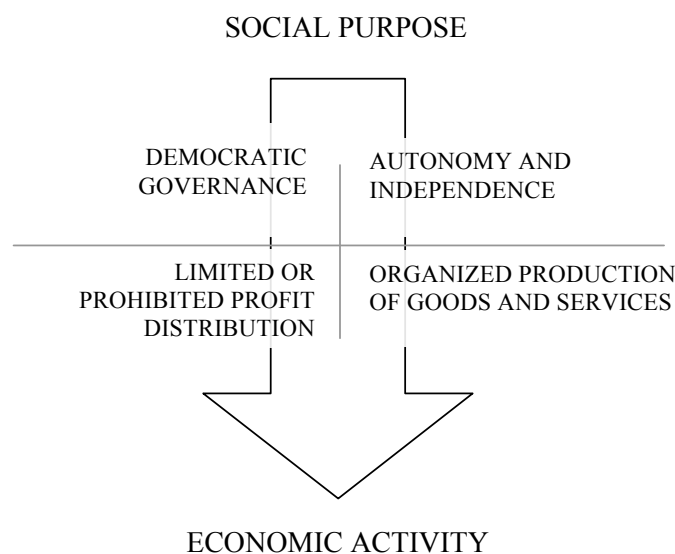 SOCIAL PURPOSE
DEMOCRATIC
GOVERNANCE
AUTONOMY AND
INDEPENDENCE
LIMITED OR
PROHIBITED PROFIT
DISTRIBUTION
ORGANIZED PRODUCTION
OF GOODS AND SERVICES
ECONOMIC ACTIVITY